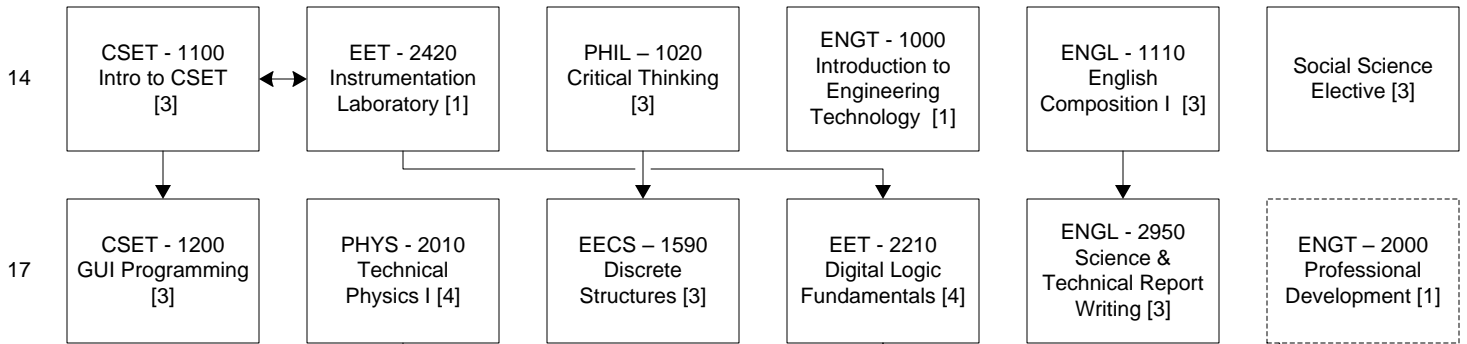 14
CSET - 1100
Intro to CSET
[3]
EET - 2420
Instrumentation
Laboratory [1]
PHIL – 1020
Critical Thinking
[3]
ENGT - 1000
Introduction to
Engineering
Technology [1]
ENGL - 1110
English
Composition I [3]
Social Science
Elective [3]
17
CSET - 1200
GUI Programming
[3]
PHYS - 2010
Technical
Physics I [4]
EECS – 1590
Discrete
Structures [3]
EET - 2210
Digital Logic
Fundamentals [4]
ENGL - 2950
Science &
Technical Report
Writing [3]
ENGT – 2000
Professional
Development [1]